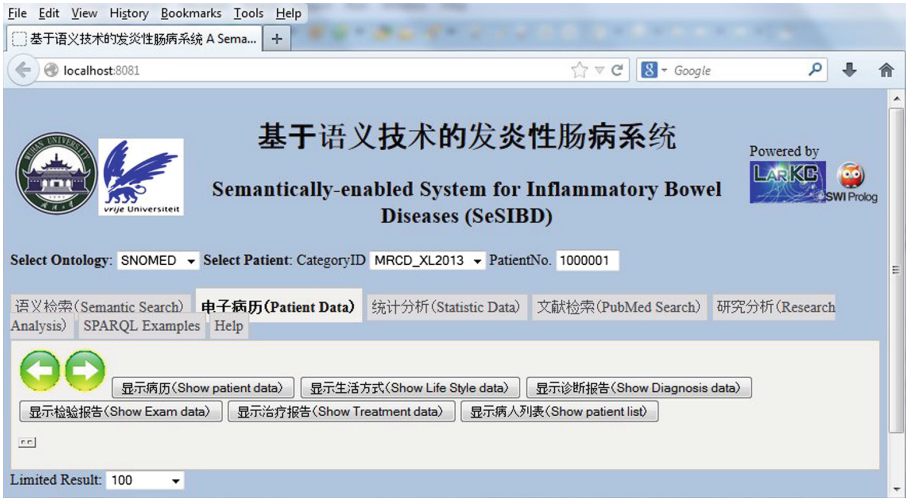 File Edit View History Bookmarks Tools Help
基于语义技术的发炎性肠病系统 A Sema... +
localhost:8081
Google
WUHAN UNIVERSITY
vrije Universiteit
基于语义技术的发炎性肠病系统
Semantically-enabled System for Inflammatory Bowel
Diseases (SeSIBD)
Powered by
LarKC
SWI Prolog
Select Ontology: SNOMED Select Patient: CategoryID MRCD_XL2013 PatientNo. 1000001
语义检索(Semantic Search) 电子病历(Patient Data) 统计分析(Statistic Data) 文献检索(PubMed Search) 研究分析(Research
Analysis) SPARQL Examples Help
显示病历(Show patient data) 显示生活方式(Show Life Style data) 显示诊断报告(Show Diagnosis data)
显示检验报告(Show Exam data) 显示治疗报告(Show Treatment data) 显示病人列表(Show patient list)
Limited Result: 100